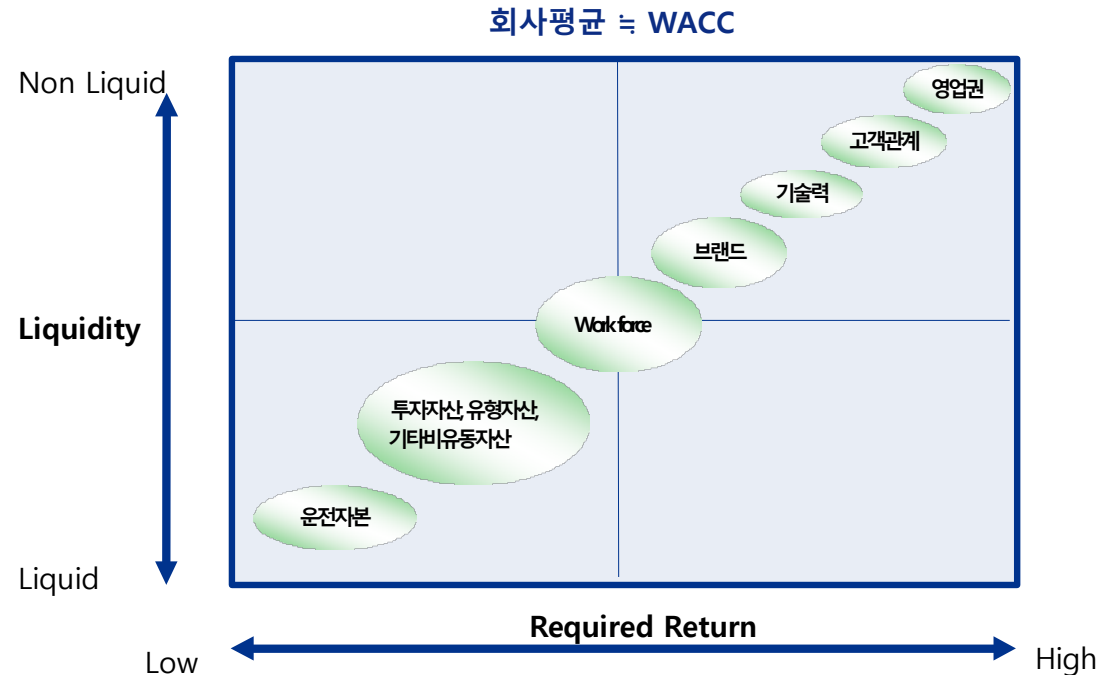 회사평균 ≒ WACC
Non Liquid
영업권
고객관계
기술력
브랜드
Liquidity
Work force
투자자산, 유형자산,
기타비유동자산
운전자본
Liquid
Required Return
Low
High